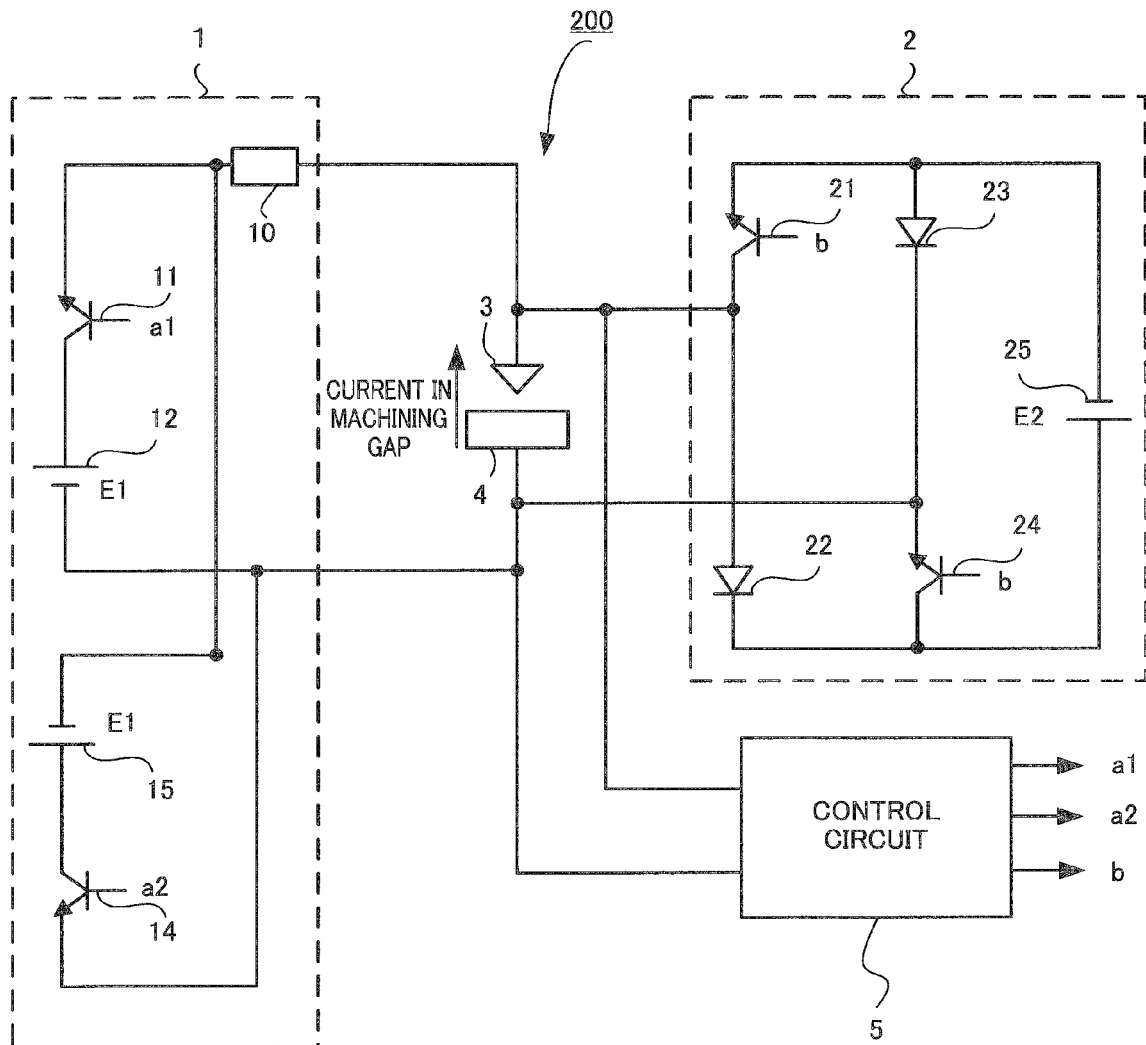 200
1
2
10
11
a1
12
E1
E1
15
a2
14
3
CURRENT IN
MACHINING
GAP
4
21
b
23
25
E2
22
24
b
CONTROL
CIRCUIT
a1
a2
b
5